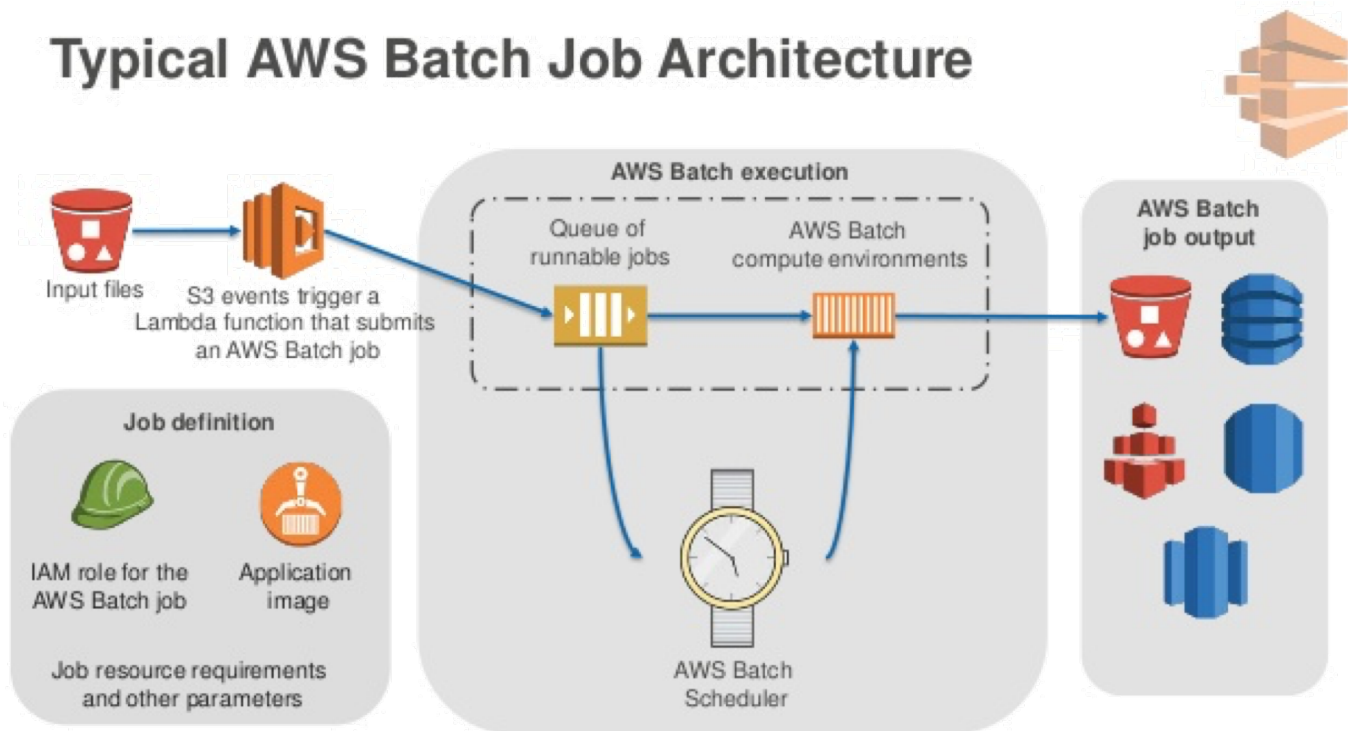 Typical AWS Batch Job Architecture
Input files
S3 events trigger a
Lambda function that submits
an AWS Batch job
Job definition
IAM role for the
AWS Batch job
Application
image
Job resource requirements
and other parameters
AWS Batch execution
Queue of
runnable jobs
AWS Batch
compute environments
AWS Batch
Scheduler
AWS Batch
job output